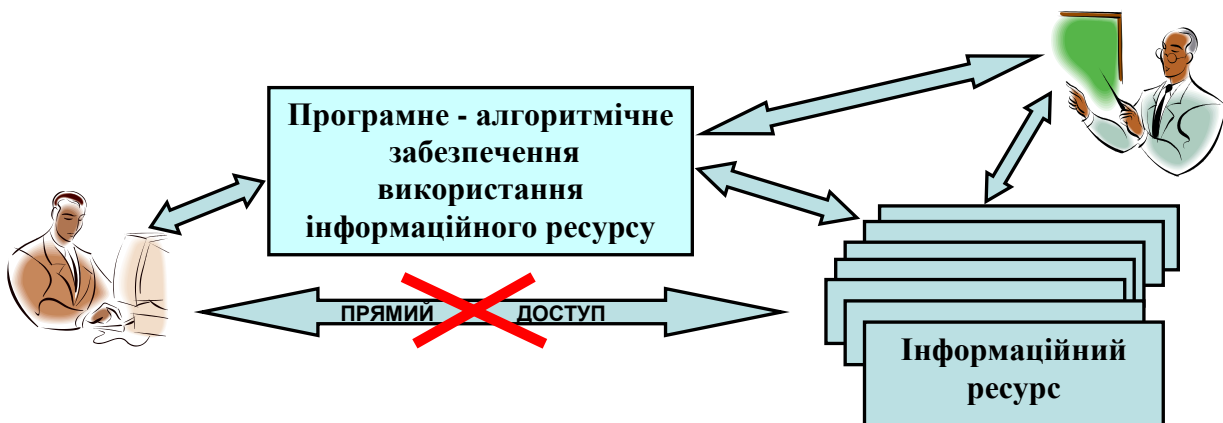 Програмне - алгоритмічне
забезпечення
використання
інформаційного ресурсу
ПРЯМИЙ ДОСТУП
Інформаційний
ресурс